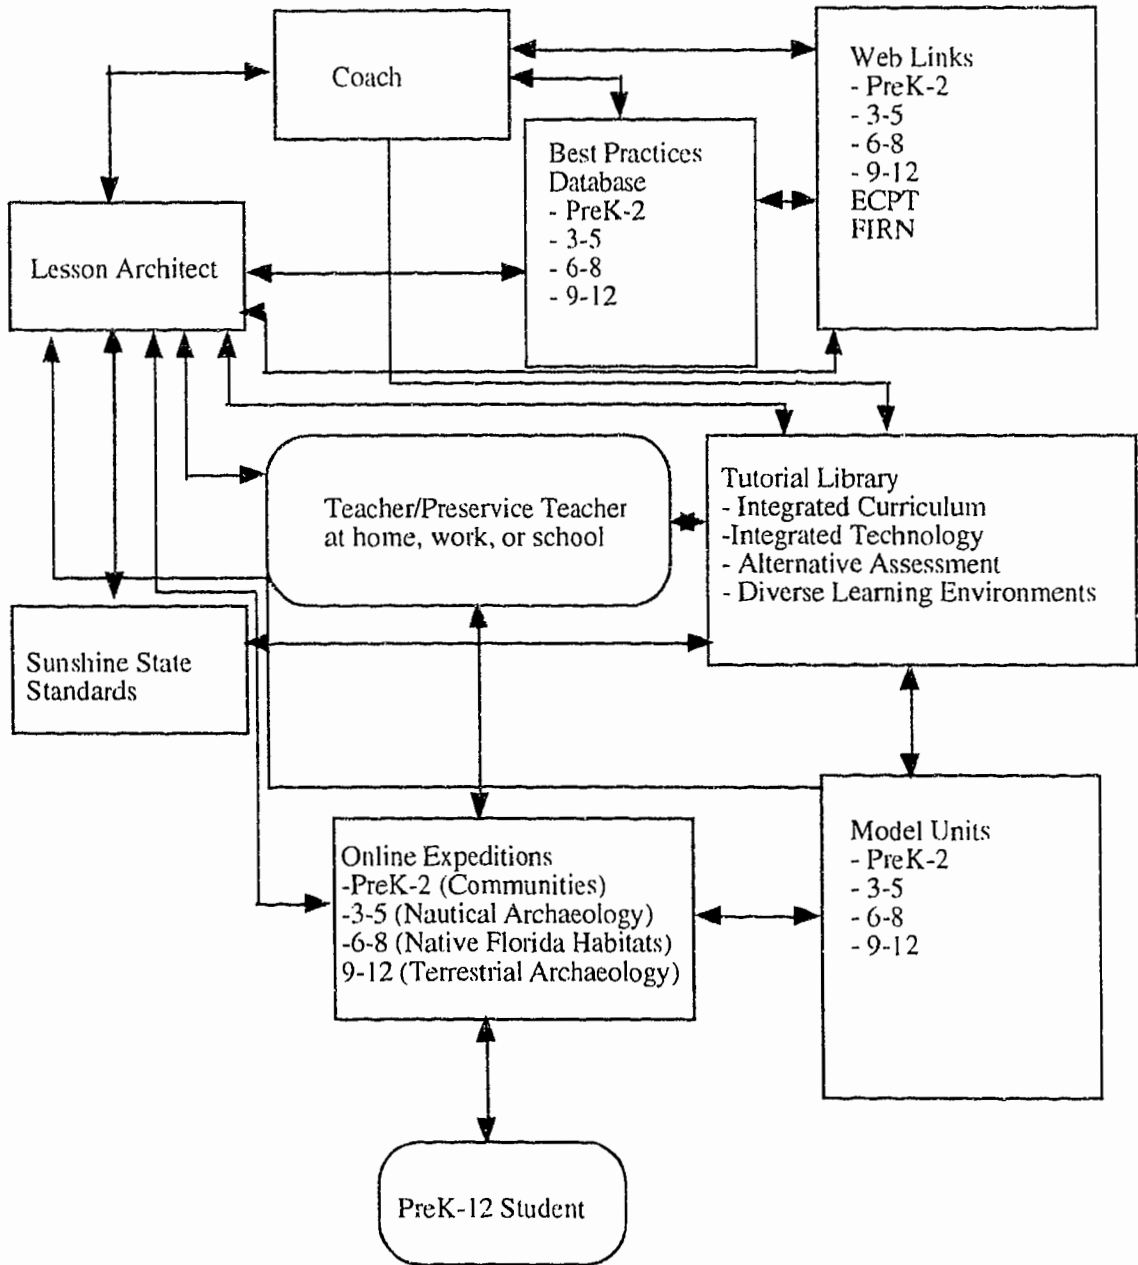 Coach
Web Links
- PreK-2
- 3-5
- 6-8
- 9-12
ECPT
FIRN
Best Practices
Database
- PreK-2
- 3-5
- 6-8
- 9-12
Lesson Architect
Teacher/Preservice Teacher
at home, work, or school
Tutorial Library
- Integrated Curriculum
-Integrated Technology
- Alternative Assessment
- Diverse Learning Environments
Sunshine State
Standards
Online Expeditions
-PreK-2 (Communities)
-3-5 (Nautical Archaeology)
-6-8 (Native Florida Habitats)
9-12 (Terrestrial Archaeology)
Model Units
- PreK-2
- 3-5
- 6-8
- 9-12
PreK-12 Student